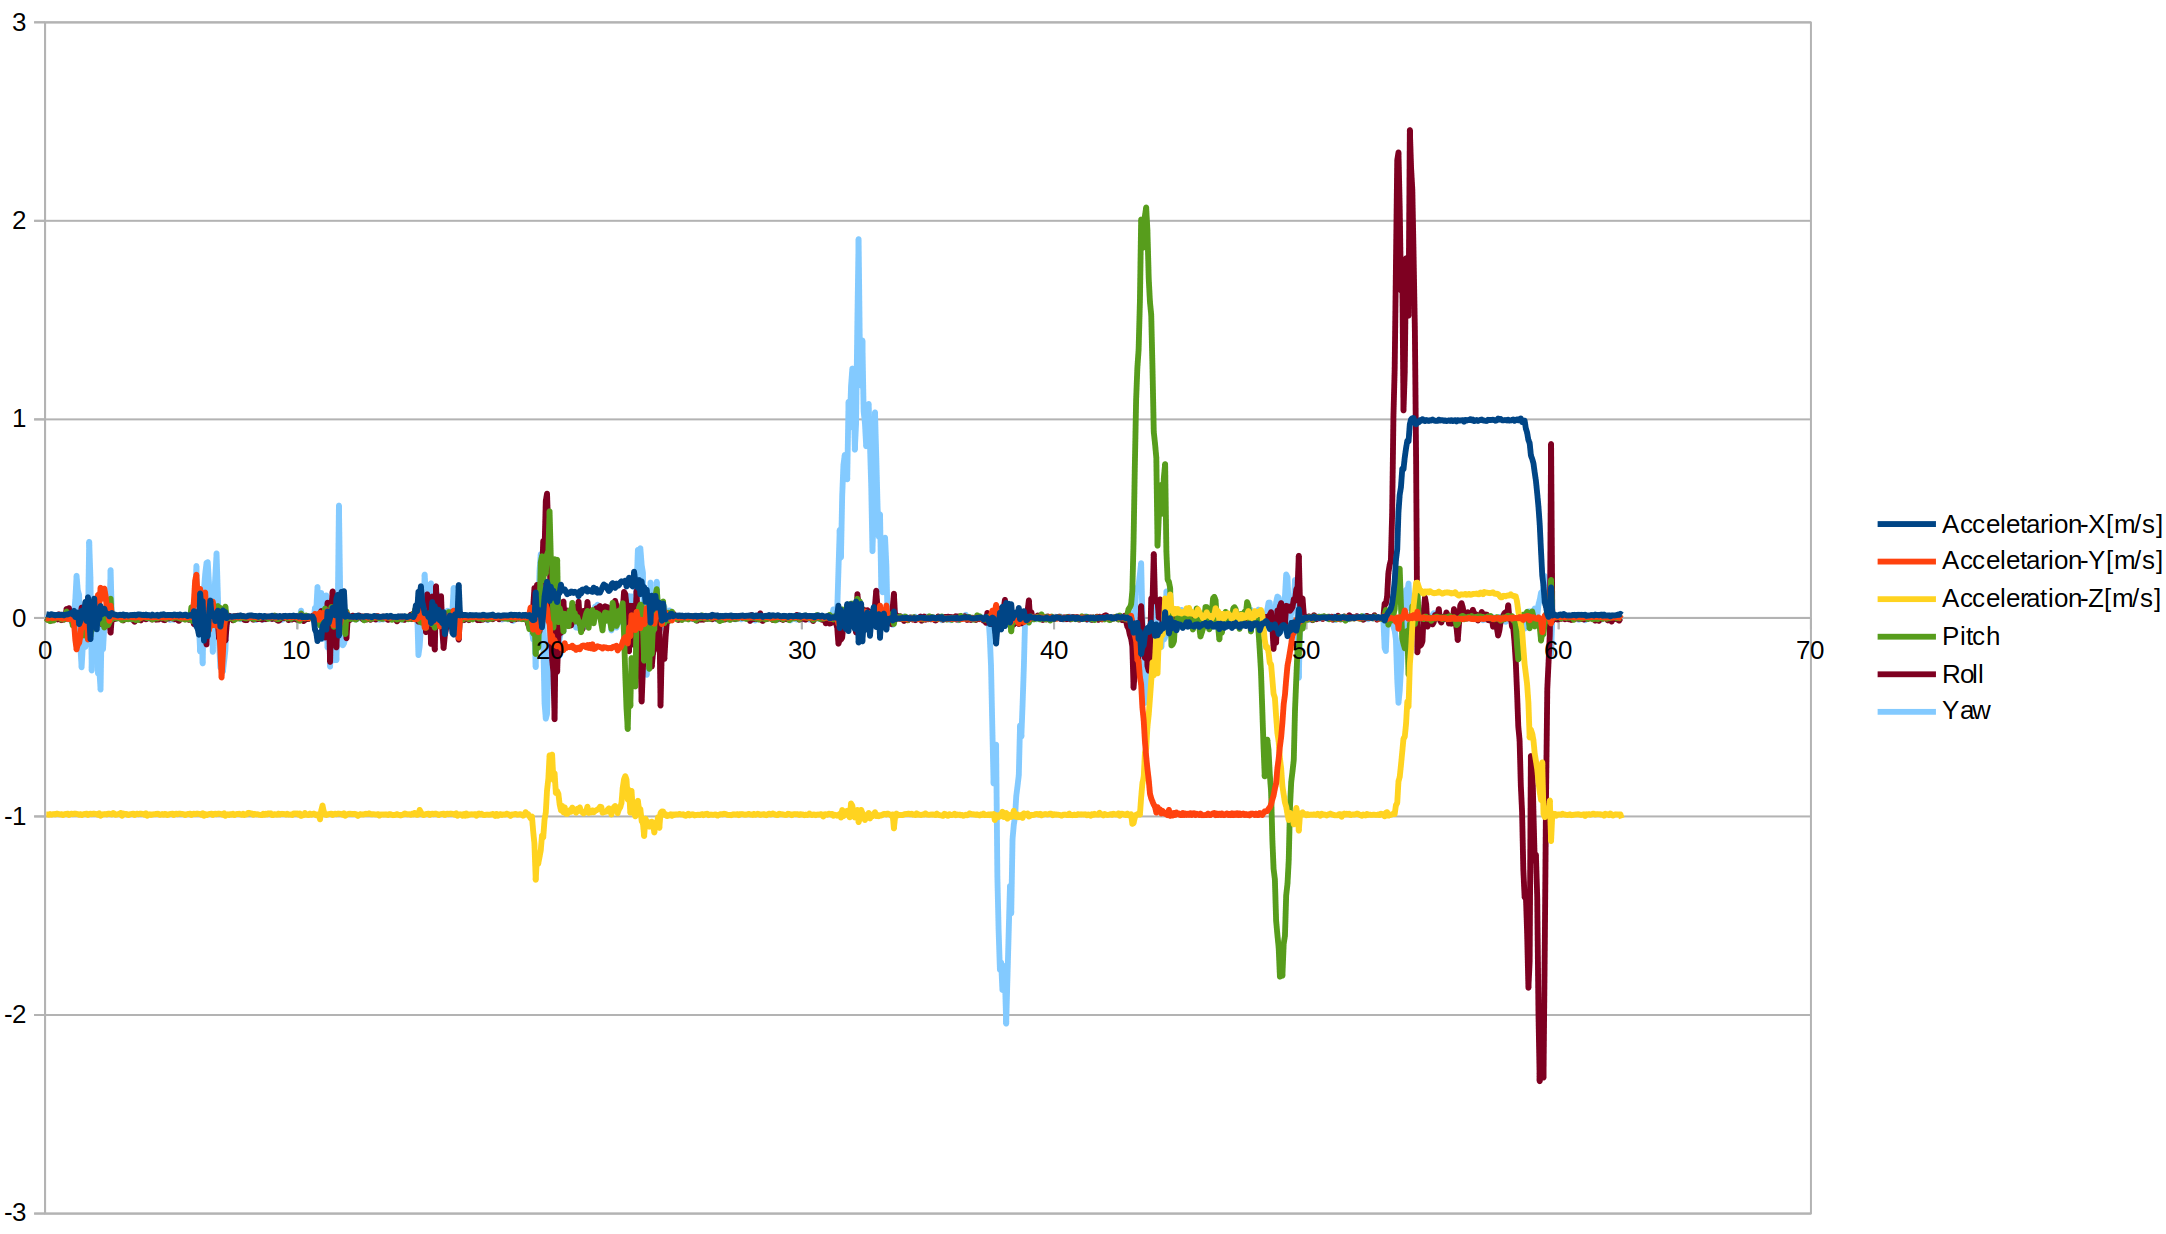 3
2
1
0
-1
-2
-3
0 10 20 30 40 50 60 70
Acceletarion-X[m/s]
Acceletarion-Y[m/s]
Acceleration-Z[m/s]
Pitch
Roll
Yaw